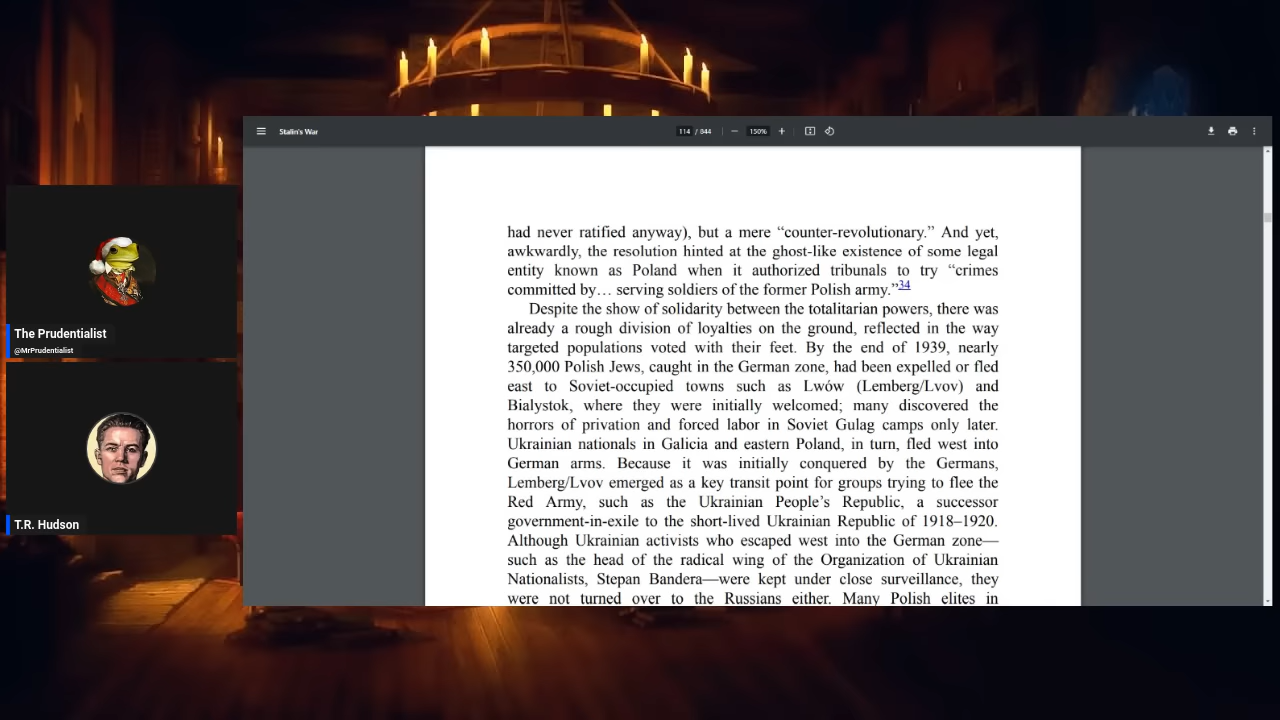 Stalin's War
114 / 844
150%
had never ratified anyway), but a mere “counter-revolutionary.” And yet,
awkwardly, the resolution hinted at the ghost-like existence of some legal
entity known as Poland when it authorized tribunals to try “crimes
committed by… serving soldiers of the former Polish army.”34
Despite the show of solidarity between the totalitarian powers, there was
already a rough division of loyalties on the ground, reflected in the way
targeted populations voted with their feet. By the end of 1939, nearly
350,000 Polish Jews, caught in the German zone, had been expelled or fled
east to Soviet-occupied towns such as Lwów (Lemberg/Lvov) and
Bialystok, where they were initially welcomed; many discovered the
horrors of privation and forced labor in Soviet Gulag camps only later.
Ukrainian nationals in Galicia and eastern Poland, in turn, fled west into
German arms. Because it was initially conquered by the Germans,
Lemberg/Lvov emerged as a key transit point for groups trying to flee the
Red Army, such as the Ukrainian People’s Republic, a successor
government-in-exile to the short-lived Ukrainian Republic of 1918–1920.
Although Ukrainian activists who escaped west into the German zone—
such as the head of the radical wing of the Organization of Ukrainian
Nationalists, Stepan Bandera—were kept under close surveillance, they
were not turned over to the Russians either. Many Polish elites in
The Prudentialist
@MrPrudentialist
T.R. Hudson